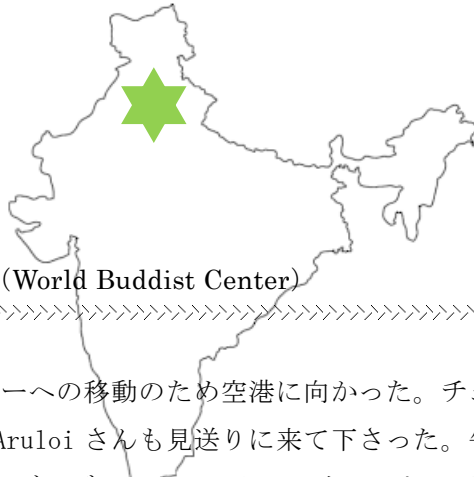 (World Buddist Center)
ーへの移動のため空港に向かった。チ
Aruloi さんも見送りに来て下さった。